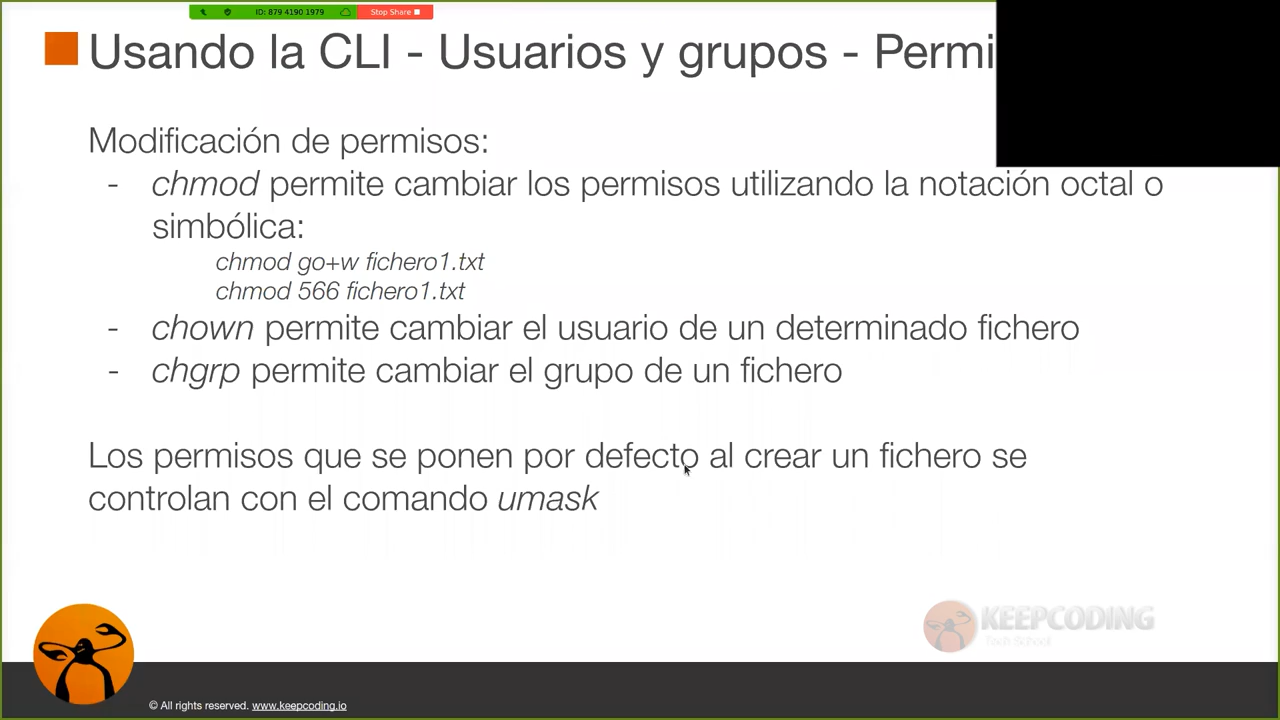 ID: 879 4190 1979
Stop Share
Usando la CLI - Usuarios y grupos - Permi
Modificación de permisos:
- chmod permite cambiar los permisos utilizando la notación octal o
simbólica:
chmod go+w fichero1.txt
chmod 566 fichero1.txt
- chown permite cambiar el usuario de un determinado fichero
- chgrp permite cambiar el grupo de un fichero
Los permisos que se ponen por defecto al crear un fichero se
controlan con el comando umask
KEEPCODING
Tech School
© All rights reserved. www.keepcoding.io